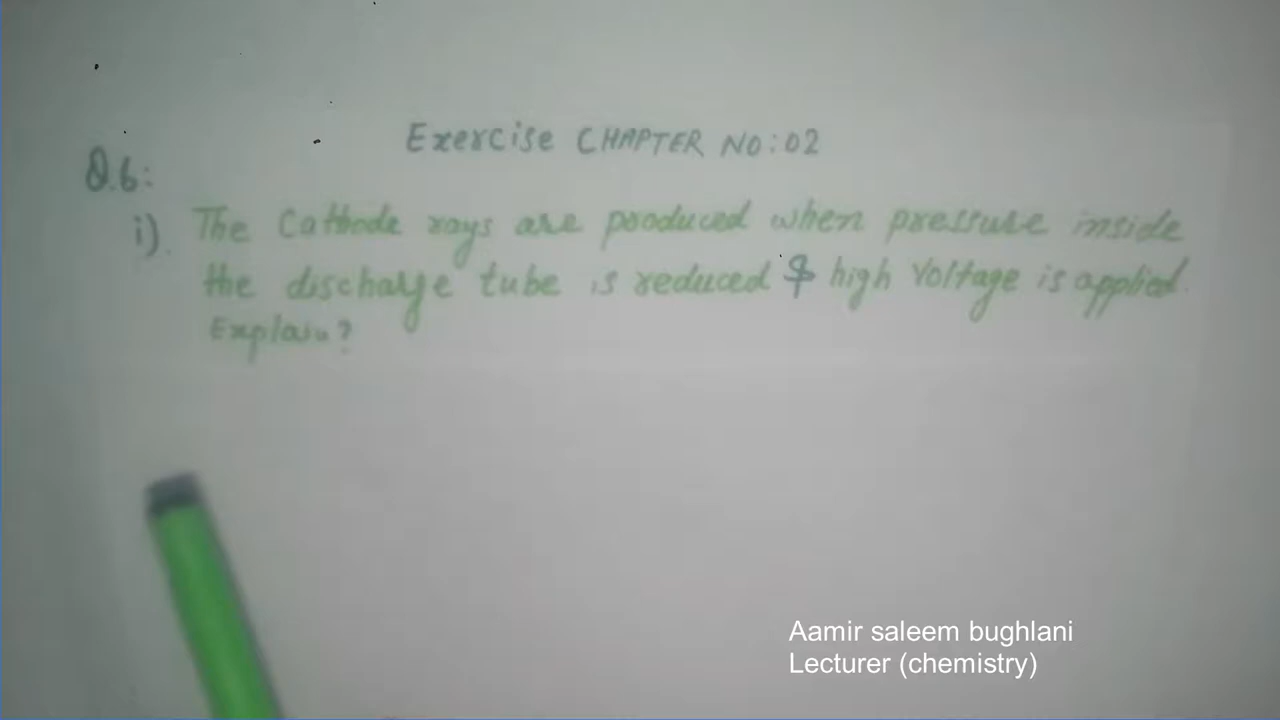 Exercise CHAPTER NO:02
Q.6:
i). The Cathode rays are produced when pressure inside
the discharge tube is reduced & high Voltage is applied.
Explain?
Aamir saleem bughlani
Lecturer (chemistry)